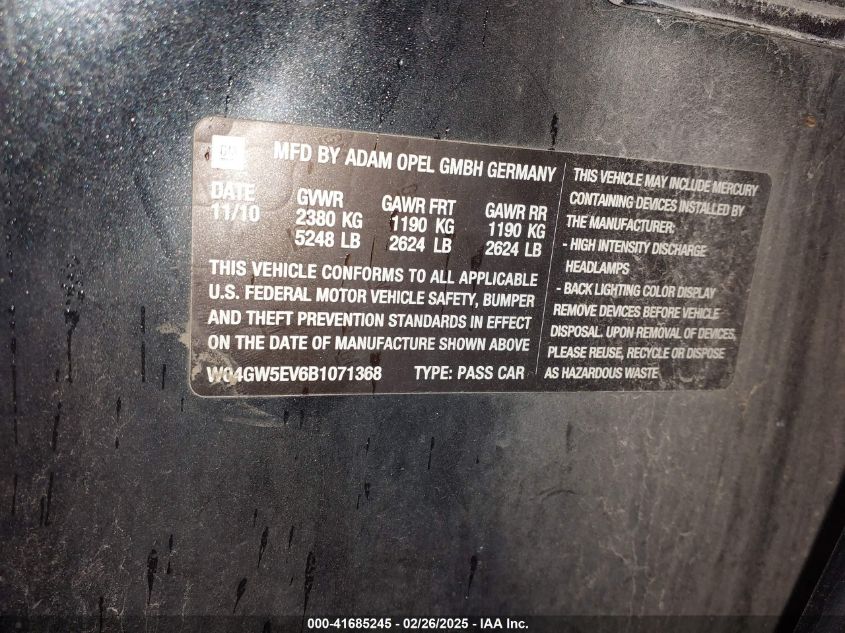 GM
MFD BY ADAM OPEL GMBH GERMANY
DATE
11/10
GVWR
2380 KG
5248 LB
GAWR FRT
1190 KG
2624 LB
GAWR RR
1190 KG
2624 LB
THIS VEHICLE CONFORMS TO ALL APPLICABLE
U.S. FEDERAL MOTOR VEHICLE SAFETY, BUMPER
AND THEFT PREVENTION STANDARDS IN EFFECT
ON THE DATE OF MANUFACTURE SHOWN ABOVE
W04GW5EV6B1071368 TYPE: PASS CAR
THIS VEHICLE MAY INCLUDE MERCURY
CONTAINING DEVICES INSTALLED BY
THE MANUFACTURER:
- HIGH INTENSITY DISCHARGE
HEADLAMPS
- BACK LIGHTING COLOR DISPLAY
REMOVE DEVICES BEFORE VEHICLE
DISPOSAL. UPON REMOVAL OF DEVICES,
PLEASE REUSE, RECYCLE OR DISPOSE
AS HAZARDOUS WASTE
000-41685245 - 02/26/2025 - IAA Inc.